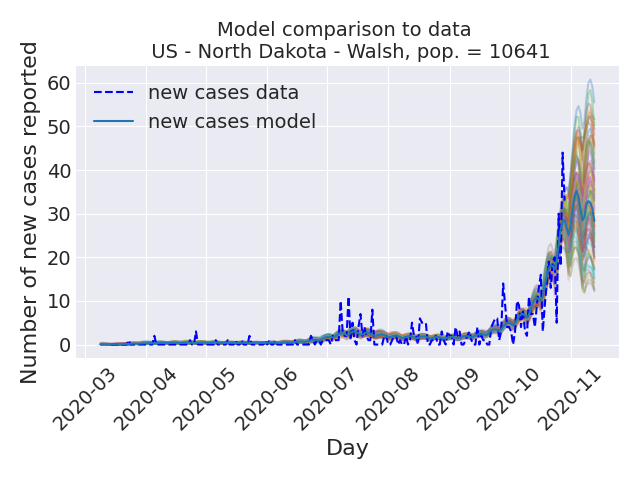 Model comparison to data
US - North Dakota - Walsh, pop. = 10641
Number of new cases reported
60
50
40
30
20
10
0
new cases data
new cases model
2020-03
2020-04
2020-05
2020-06
2020-07
2020-08
2020-09
2020-10
2020-11
Day